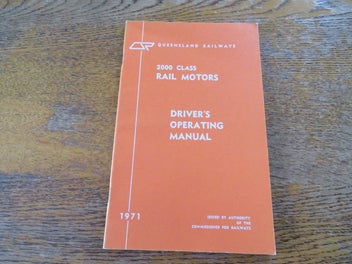 QUEENSLAND RAILWAYS
2000 CLASS
RAIL MOTORS
DRIVER'S
OPERATING
MANUAL
1971
ISSUED BY AUTHORITY
OF THE
COMMISSIONER FOR RAILWAYS